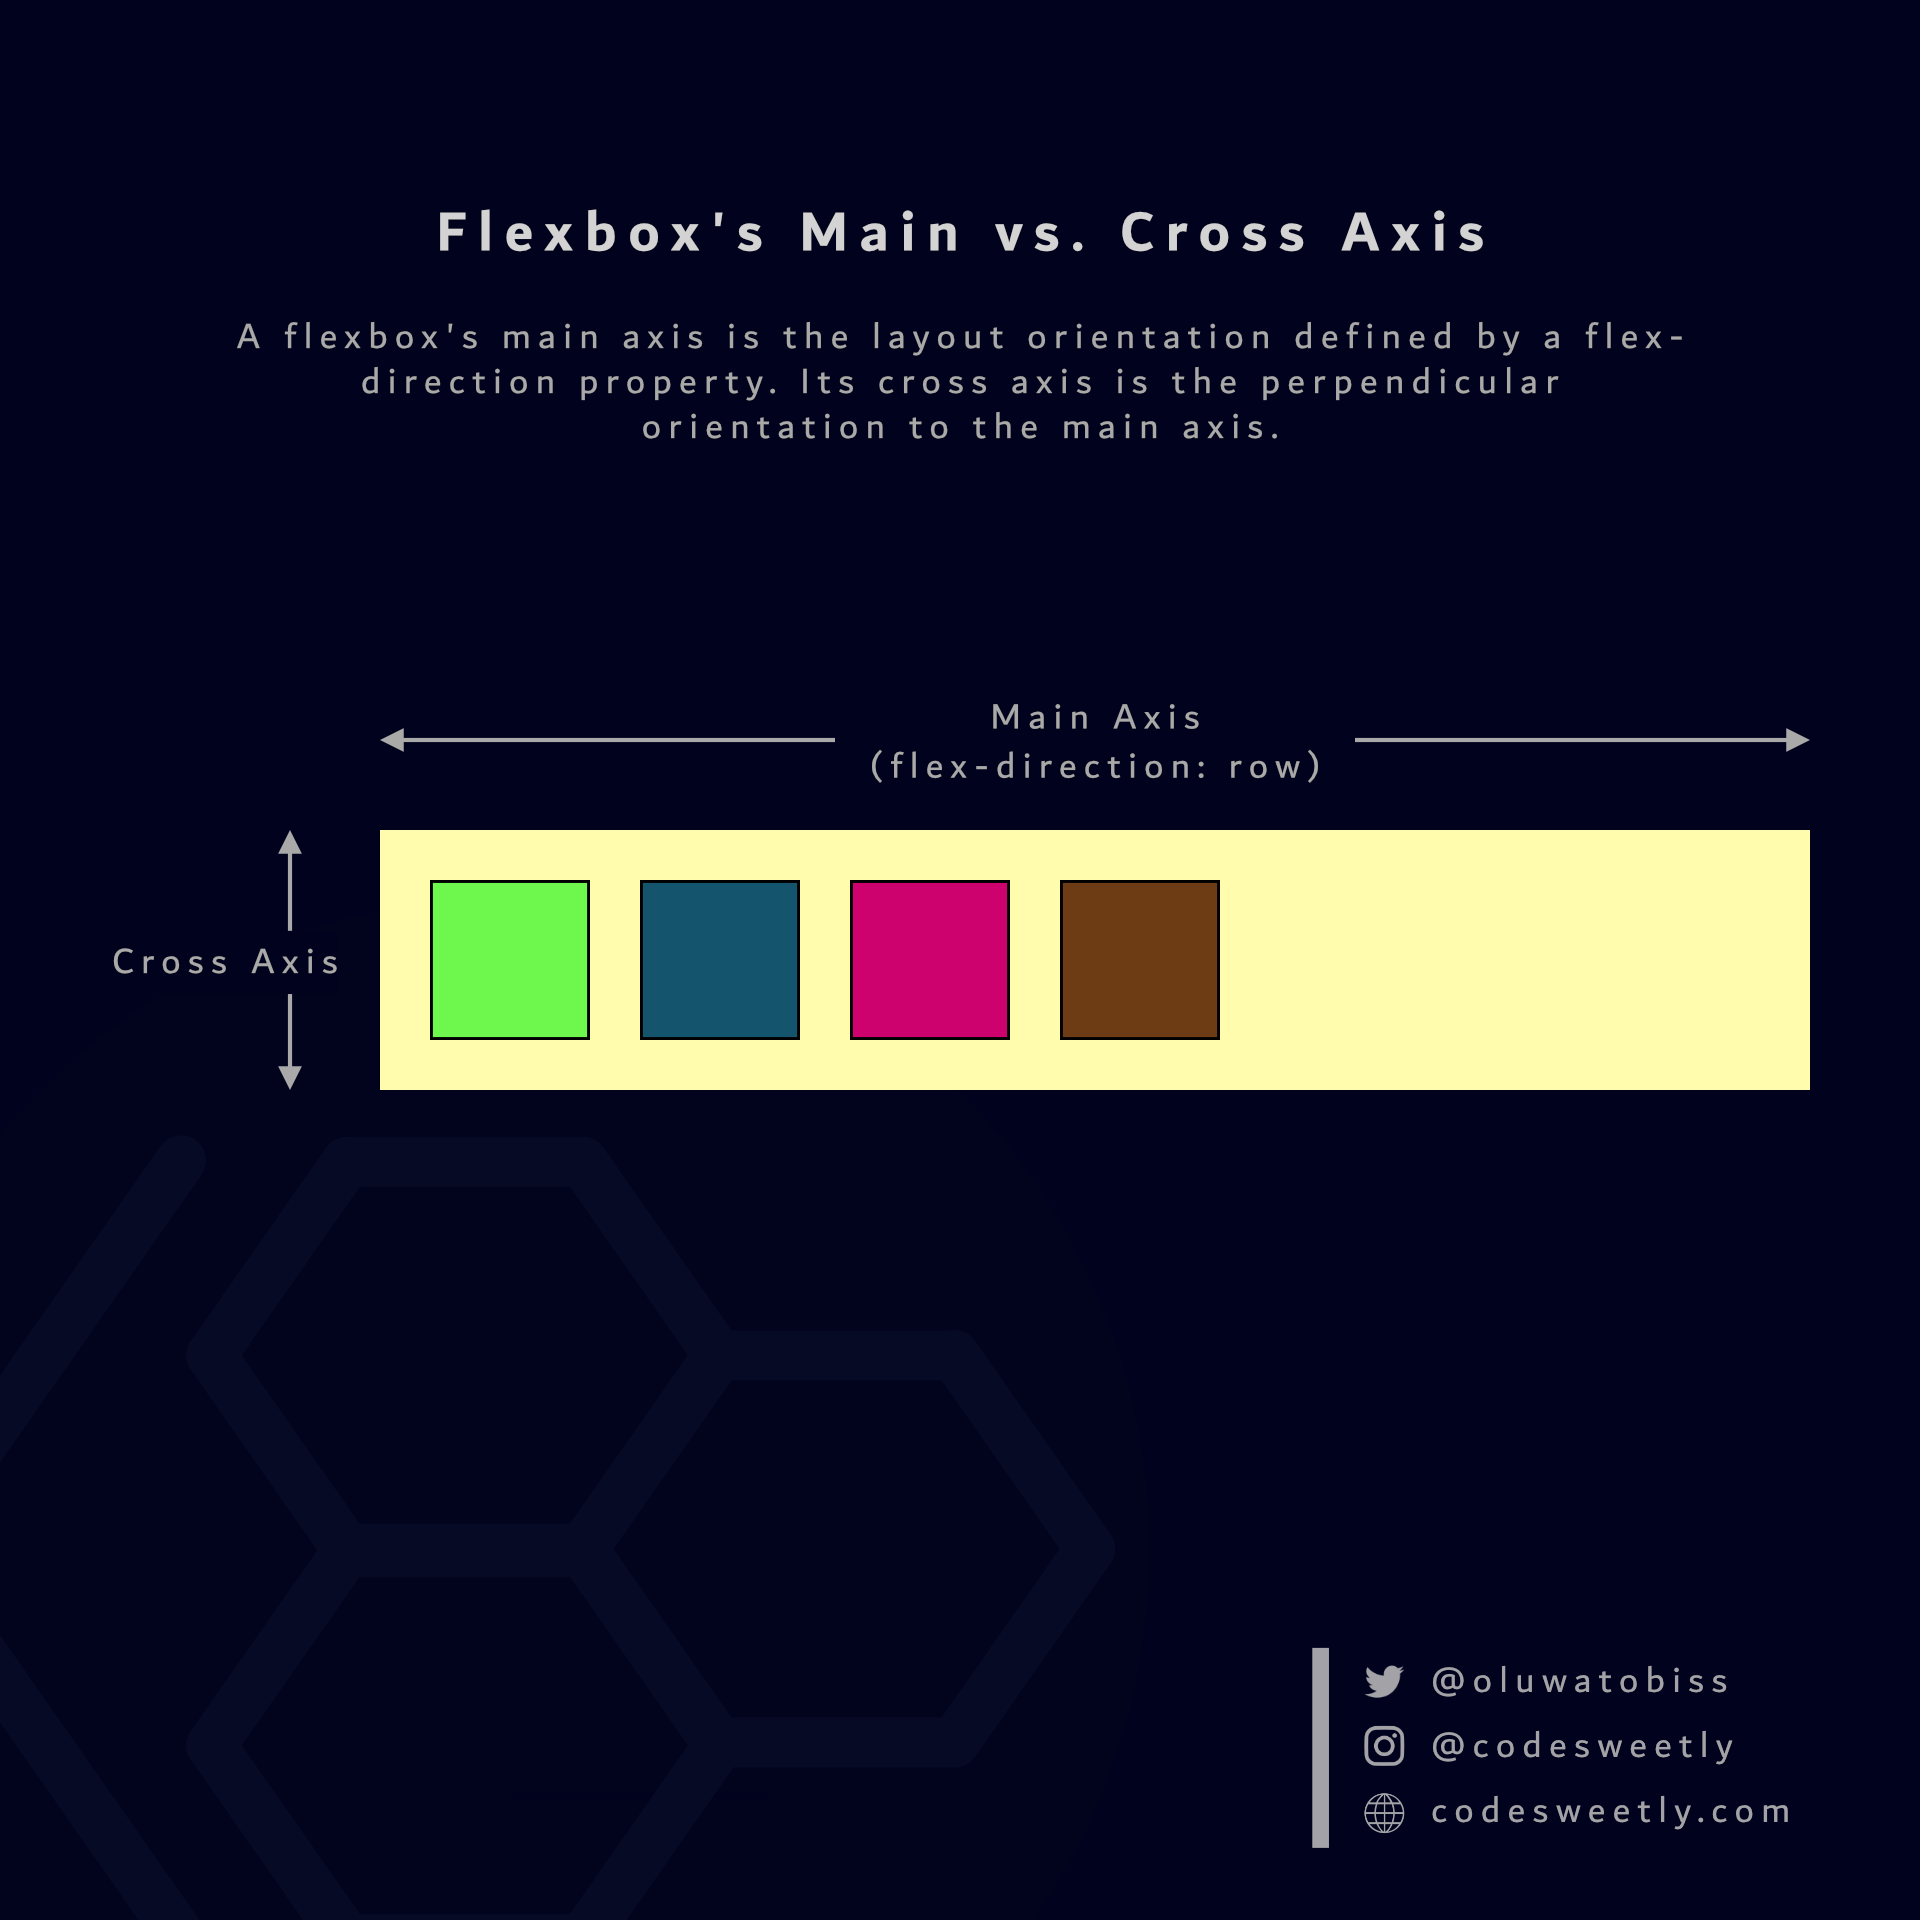 Flexbox's Main vs. Cross Axis
A flexbox's main axis is the layout orientation defined by a flex-
direction property. Its cross axis is the perpendicular
orientation to the main axis.
Main Axis
(flex-direction: row)
Cross Axis
@oluwatobiss
@codesweetly
codesweetly.com